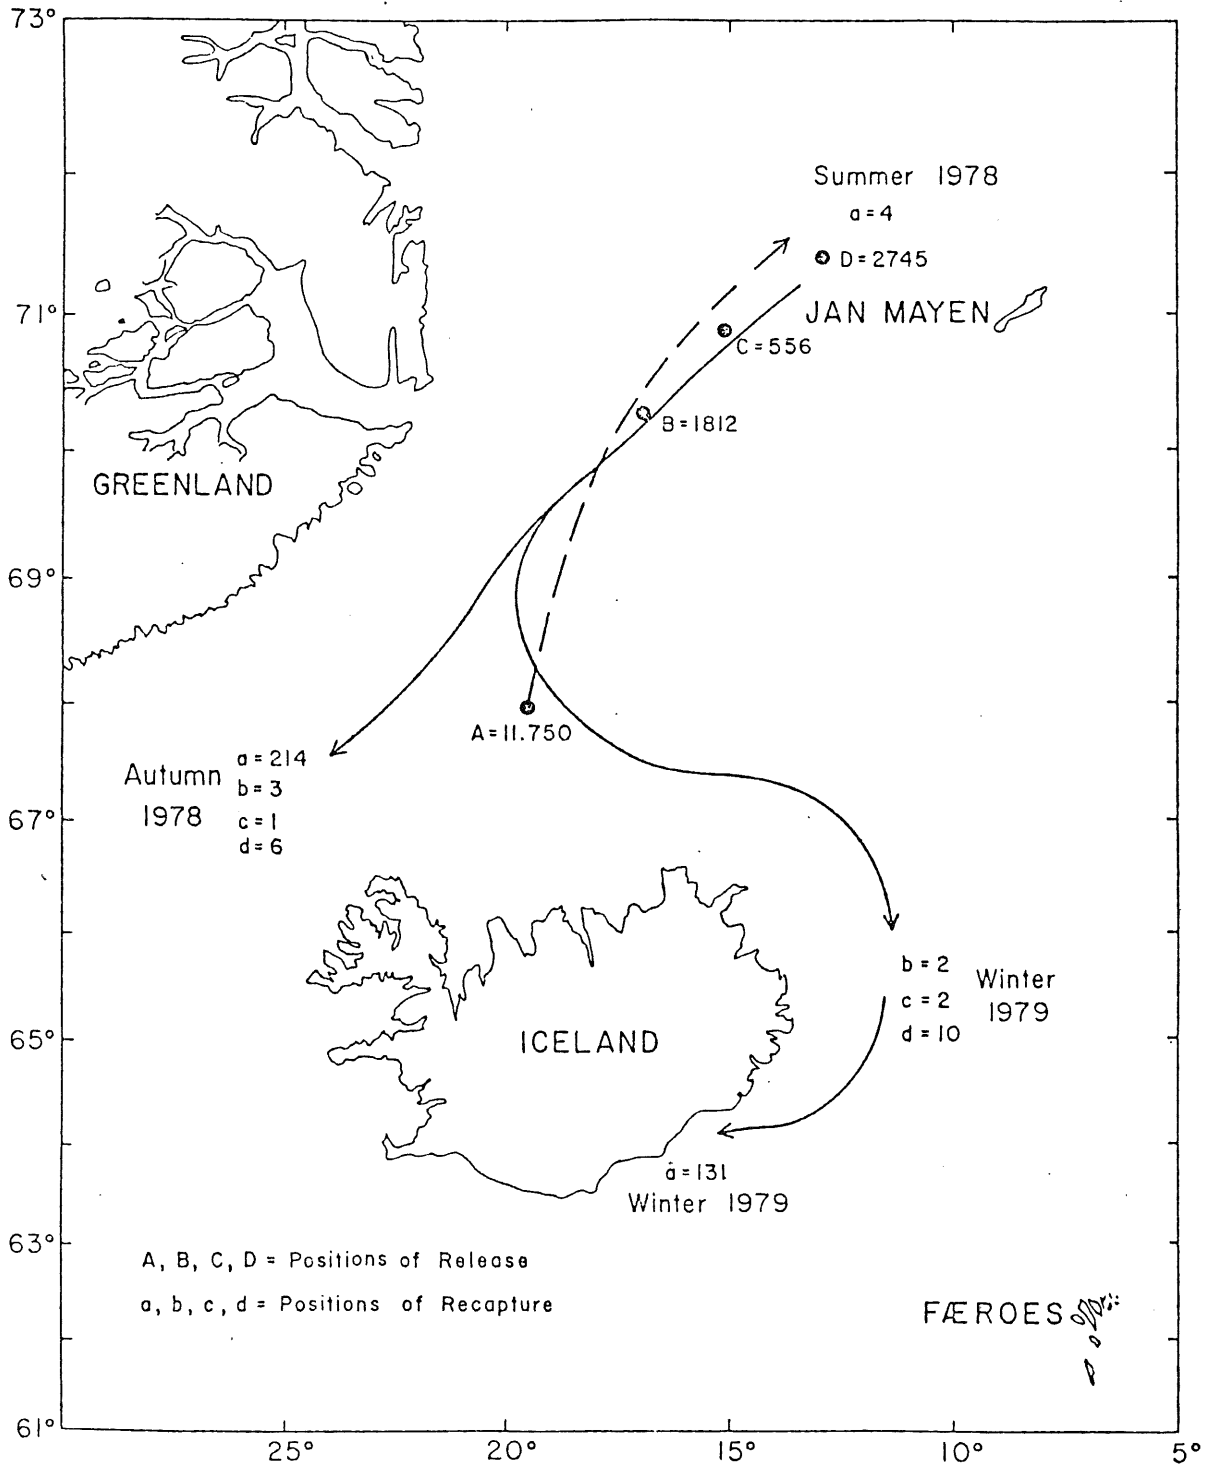 73°
Summer 1978
a=4
D=2745
71°
JAN MAYEN
C=556
B=1812
GREENLAND
69°
A=11.750
Autumn 1978
a=214
b=3
c=1
d=6
67°
b=2
c=2
d=10
Winter 1979
65°
ICELAND
a=131
Winter 1979
63°
A, B, C, D = Positions of Release
a, b, c, d = Positions of Recapture
FÆROES
61°
25° 20° 15° 10° 5°